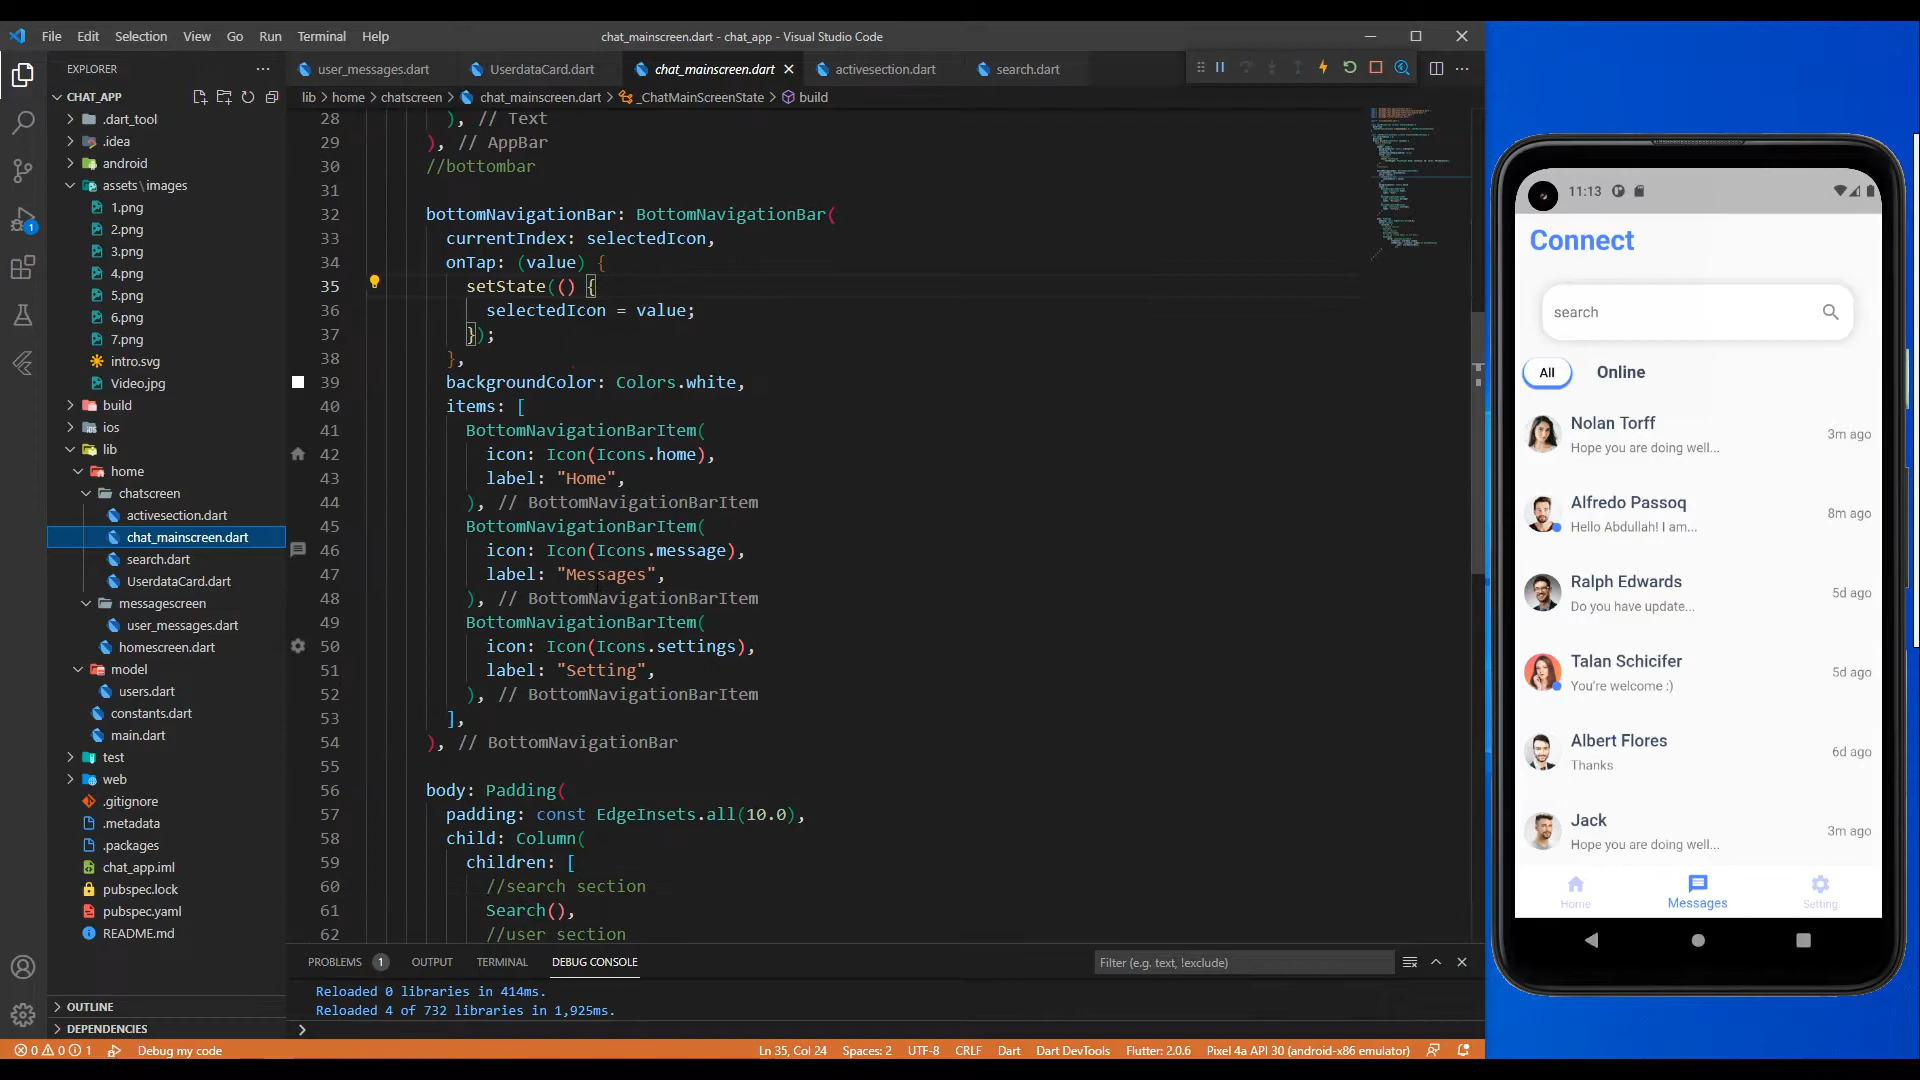 File Edit Selection View Go Run Terminal Help
chat_mainscreen.dart - chat_app - Visual Studio Code
EXPLORER
CHAT_APP
.dart_tool
.idea
android
assets\images
1.png
2.png
3.png
4.png
5.png
6.png
7.png
intro.svg
Video.jpg
build
ios
lib
home
chatscreen
activesection.dart
chat_mainscreen.dart
search.dart
UserdataCard.dart
messagescreen
user_messages.dart
homescreen.dart
model
users.dart
constants.dart
main.dart
test
web
.gitignore
.metadata
.packages
chat_app.iml
pubspec.lock
pubspec.yaml
README.md
OUTLINE
DEPENDENCIES
user_messages.dart UserdataCard.dart chat_mainscreen.dart activesection.dart search.dart
lib > home > chatscreen > chat_mainscreen.dart > _ChatMainScreenState > build
28 ), // Text
29 ), // AppBar
30 //bottombar
31
32 bottomNavigationBar: BottomNavigationBar(
33 currentIndex: selectedIcon,
34 onTap: (value) {
35 setState(() {
36 selectedIcon = value;
37 });
38 },
39 backgroundColor: Colors.white,
40 items: [
41 BottomNavigationBarItem(
42 icon: Icon(Icons.home),
43 label: "Home",
44 ), // BottomNavigationBarItem
45 BottomNavigationBarItem(
46 icon: Icon(Icons.message),
47 label: "Messages",
48 ), // BottomNavigationBarItem
49 BottomNavigationBarItem(
50 icon: Icon(Icons.settings),
51 label: "Setting",
52 ), // BottomNavigationBarItem
53 ],
54 ), // BottomNavigationBar
55
56 body: Padding(
57 padding: const EdgeInsets.all(10.0),
58 child: Column(
59 children: [
60 //search section
61 Search(),
62 //user section
PROBLEMS 1 OUTPUT TERMINAL DEBUG CONSOLE
Filter (e.g. text, !exclude)
Reloaded 0 libraries in 414ms.
Reloaded 4 of 732 libraries in 1,925ms.
>
0 0 1 Debug my code
Ln 35, Col 24 Spaces: 2 UTF-8 CRLF Dart Dart DevTools Flutter: 2.0.6 Pixel 4a API 30 (android-x86 emulator)
1
11:13
Connect
search
All Online
Nolan Torff
Hope you are doing well...
3m ago
Alfredo Passoq
Hello Abdullah! I am...
8m ago
Ralph Edwards
Do you have update...
5d ago
Talan Schicifer
You're welcome :)
5d ago
Albert Flores
Thanks
6d ago
Jack
Hope you are doing well...
3m ago
Home Messages Setting